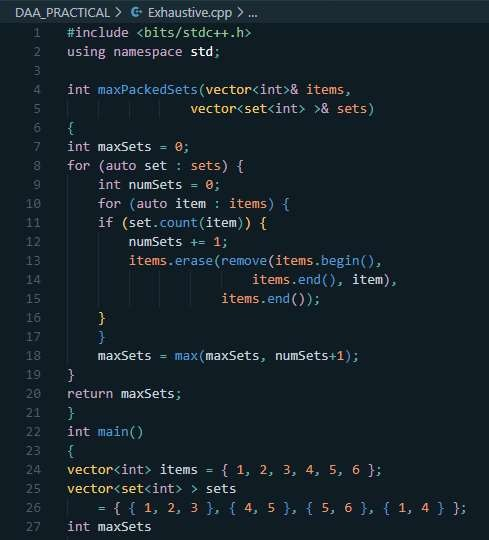 DAA_PRACTICAL > Exhaustive.cpp > ...
1 #include <bits/stdc++.h>
2 using namespace std;
3
4 int maxPackedSets(vector<int>& items,
5 vector<set<int> >& sets)
6 {
7 int maxSets = 0;
8 for (auto set : sets) {
9 int numSets = 0;
10 for (auto item : items) {
11 if (set.count(item)) {
12 numSets += 1;
13 items.erase(remove(items.begin(),
14 items.end(), item),
15 items.end());
16 }
17 }
18 maxSets = max(maxSets, numSets+1);
19 }
20 return maxSets;
21 }
22 int main()
23 {
24 vector<int> items = { 1, 2, 3, 4, 5, 6 };
25 vector<set<int> > sets
26 = { { 1, 2, 3 }, { 4, 5 }, { 5, 6 }, { 1, 4 } };
27 int maxSets